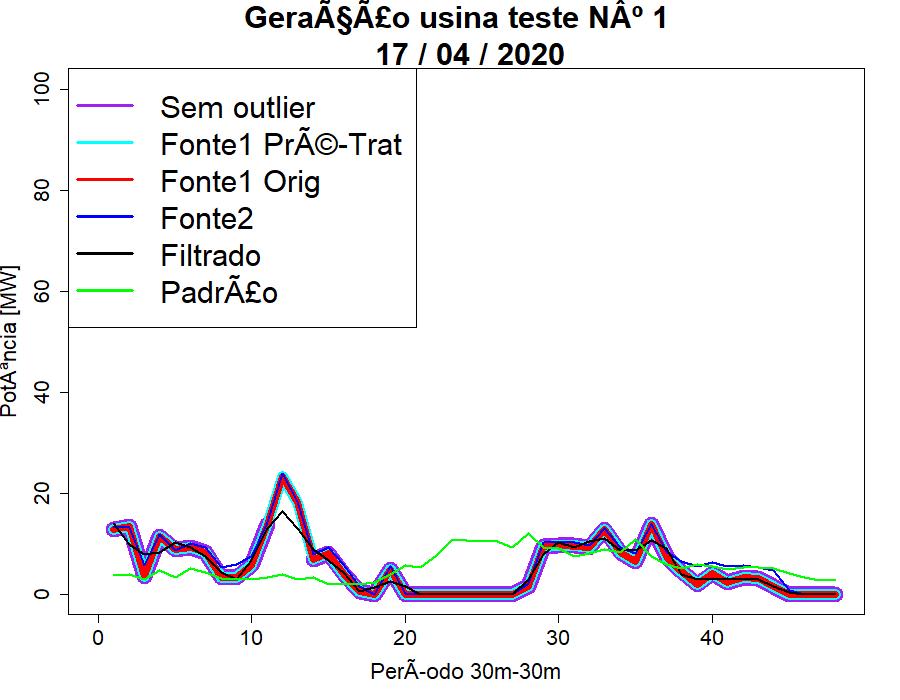 GeraÃ§Ã£o usina teste NÂº 1
17 / 04 / 2020
Sem outlier
Fonte1 PrÃ©-Trat
Fonte1 Orig
Fonte2
Filtrado
PadrÃ£o
PotÃªncia [MW]
100
80
60
40
20
0
0 10 20 30 40
PerÃ-odo 30m-30m